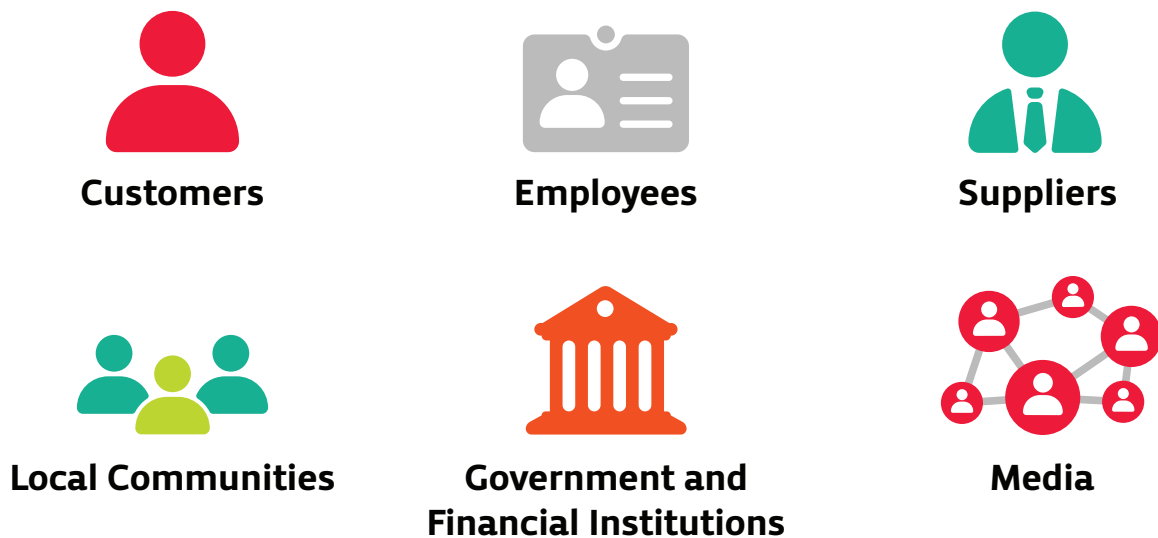 Customers
Employees
Suppliers
Local Communities
Government and
Financial Institutions
Media